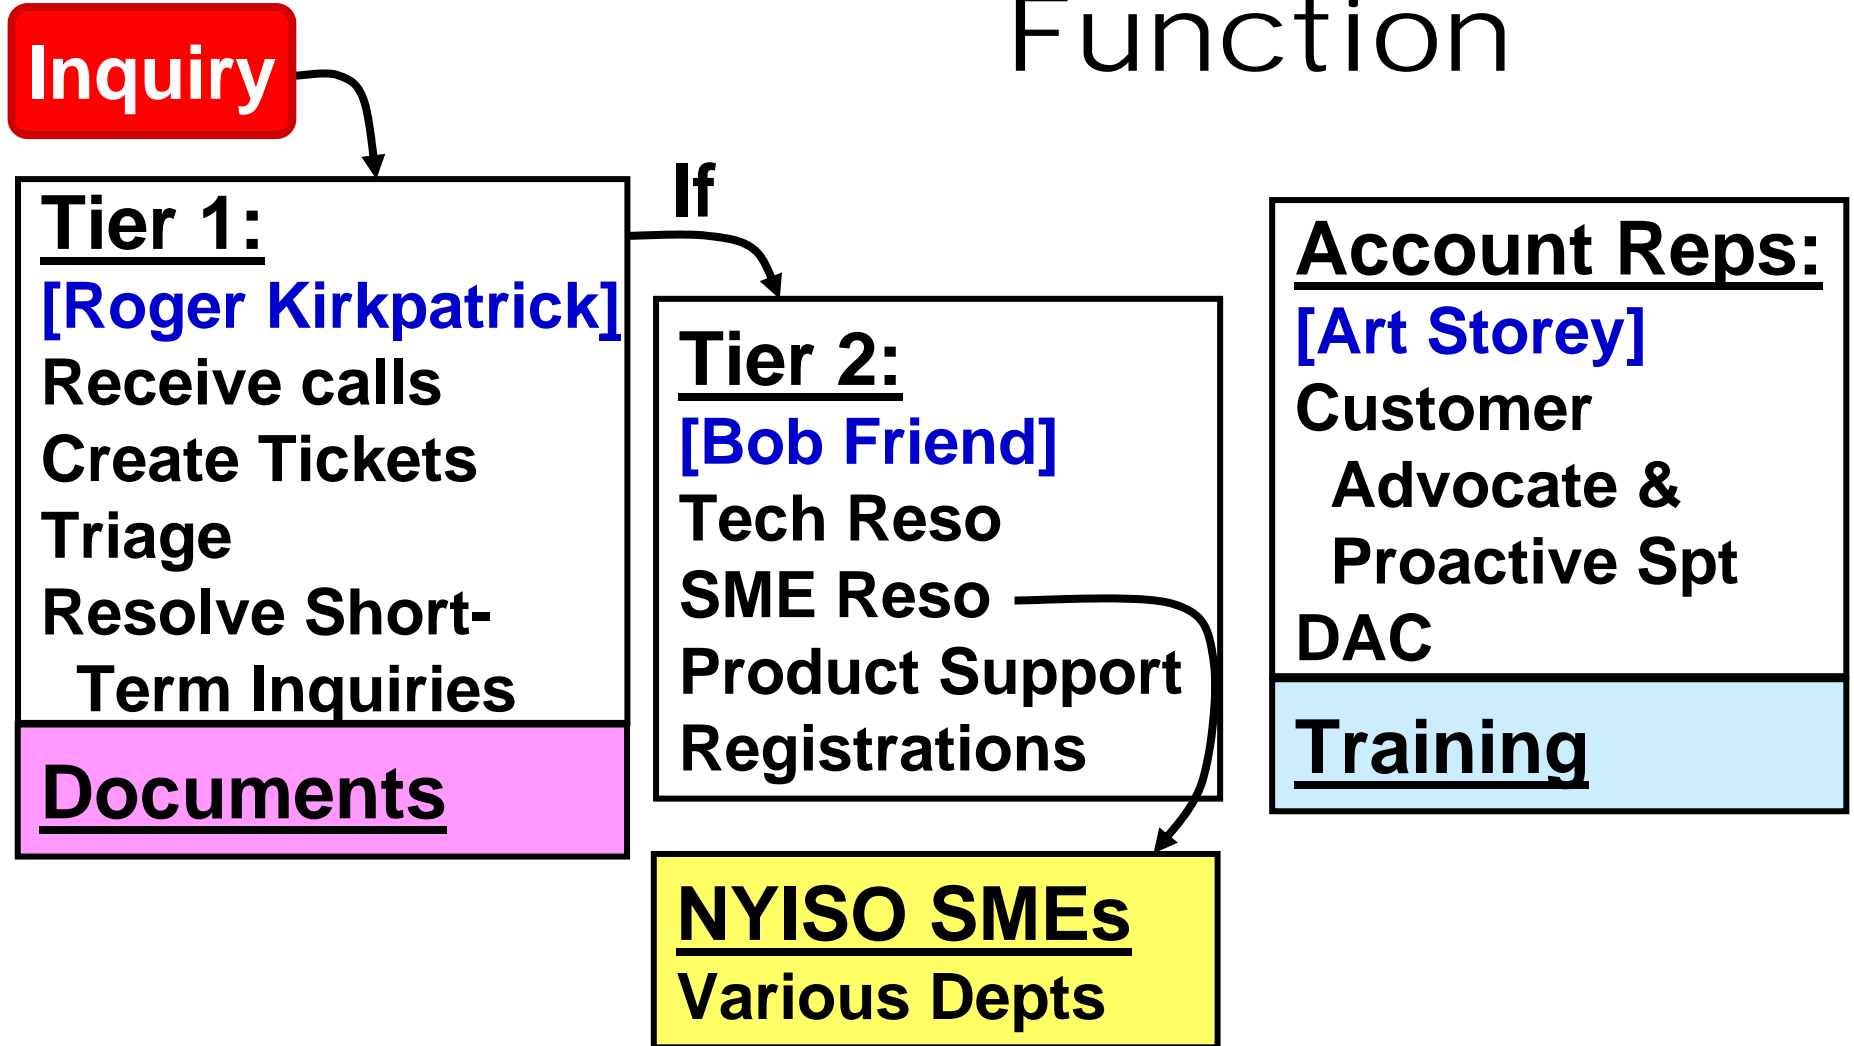 Function
Inquiry
If
Tier 1:
[Roger Kirkpatrick]
Receive calls
Create Tickets
Triage
Resolve Short-
Term Inquiries
Documents
Tier 2:
[Bob Friend]
Tech Reso
SME Reso
Product Support
Registrations
NYISO SMEs
Various Depts
Account Reps:
[Art Storey]
Customer
Advocate &
Proactive Spt
DAC
Training